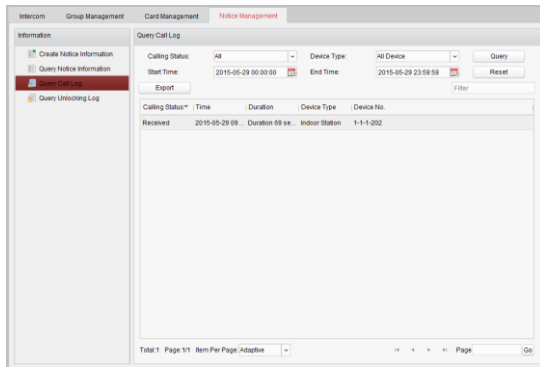 Intercom Group Management Card Management Notice Management
Information
Create Notice Information
Query Notice Information
Query Call Log
Query Unlocking Log
Query Call Log
Calling Status: All Device Type: All Device Query
Start Time: 2015-05-29 00:00:00 End Time: 2015-05-29 23:59:59 Reset
Export Filter
Calling Status Time Duration Device Type Device No.
Received 2015-05-29 09... Duration 69 se... Indoor Station 1-1-1-202
Total:1 Page:1/1 Item Per Page: Adaptive Page Go